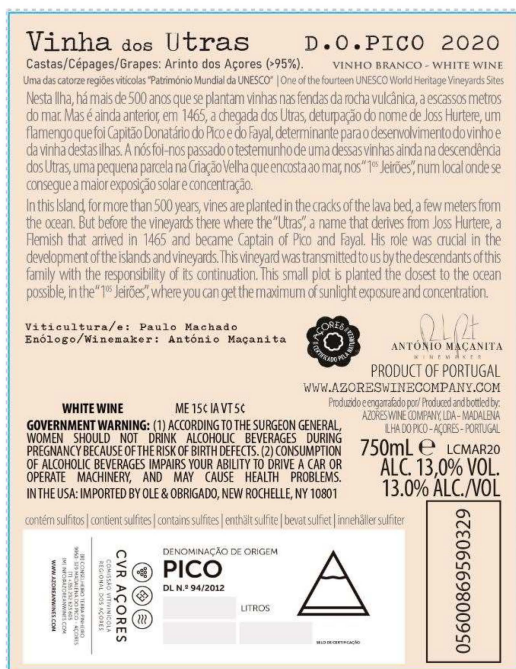 Vinha dos Utras D.O.PICO 2020
Castas/Cépages/Grapes: Arinto dos Açores (>95%). VINHO BRANCO - WHITE WINE
Uma das catorze regiões vitícolas "Património Mundial da UNESCO" | One of the fourteen UNESCO World Heritage Vineyards Sites
Nesta Ilha, há mais de 500 anos que se plantam vinhas nas fendas da rocha vulcânica, a escassos metros
do mar. Mas é ainda anterior, em 1465, a chegada dos Utras, deturpação do nome de Joss Hurtere, um
flamengo que foi Capitão Donatário do Pico e do Fayal, determinante para o desenvolvimento do vinho e
da vinha destas ilhas. A nós foi-nos passado o testemunho de uma dessas vinhas ainda na descendência
dos Utras, uma pequena parcela na Criação Velha que encosta ao mar, nos "1ºs Jeirões", num local onde se
consegue a maior exposição solar e concentração.
In this Island, for more than 500 years, vines are planted in the cracks of the lava bed, a few meters from
the ocean. But before the vineyards there where the "Utras", a name that derives from Joss Hurtere, a
Flemish that arrived in 1465 and became Captain of Pico and Fayal. His role was crucial in the
development of the islands and vineyards. This vineyard was transmitted to us by the descendants of this
family with the responsibility of its continuation. This small plot is planted the closest to the ocean
possible, in the "1ºs Jeirões", where you can get the maximum of sunlight exposure and concentration.
Viticultura/e: Paulo Machado
Enólogo/Winemaker: António Maçanita
AÇORES
CERTIFICADO PELA NATUREZA
ANTÓNIO MAÇANITA
WINEMAKER
PRODUCT OF PORTUGAL
WWW.AZORESWINECOMPANY.COM
Produzido e engarrafado por/ Produced and bottled by:
AZORES WINE COMPANY, LDA - MADALENA
ILHA DO PICO - AÇORES - PORTUGAL
WHITE WINE ME 15¢ IA VT 5¢
GOVERNMENT WARNING: (1) ACCORDING TO THE SURGEON GENERAL,
WOMEN SHOULD NOT DRINK ALCOHOLIC BEVERAGES DURING
PREGNANCY BECAUSE OF THE RISK OF BIRTH DEFECTS. (2) CONSUMPTION
OF ALCOHOLIC BEVERAGES IMPAIRS YOUR ABILITY TO DRIVE A CAR OR
OPERATE MACHINERY, AND MAY CAUSE HEALTH PROBLEMS.
IN THE USA: IMPORTED BY OLE & OBRIGADO, NEW ROCHELLE, NY 10801
750ml e LCMAR20
ALC. 13,0% VOL.
13.0% ALC./VOL
contém sulfitos | contient sulfites | contains sulfites | enthält sulfite | bevat sulfiet | innehåller sulfiter
05600869590329
CVR AÇORES
COMISSÃO VITIVINÍCOLA
REGIONAL DOS AÇORES
WWW.AZOREANWINES.COM
DENOMINAÇÃO DE ORIGEM
PICO
DL N.º 94/2012
LITROS
SELO DE CERTIFICAÇÃO